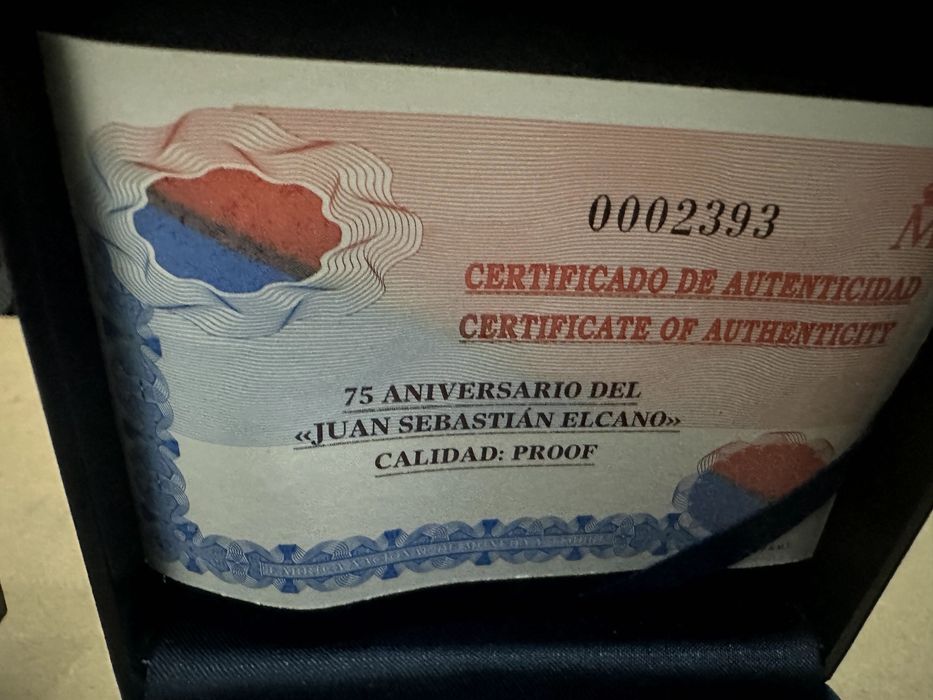 0002393
M
CERTIFICADO DE AUTENTICIDAD
CERTIFICATE OF AUTHENTICITY
75 ANIVERSARIO DEL
«JUAN SEBASTIÁN ELCANO»
CALIDAD: PROOF